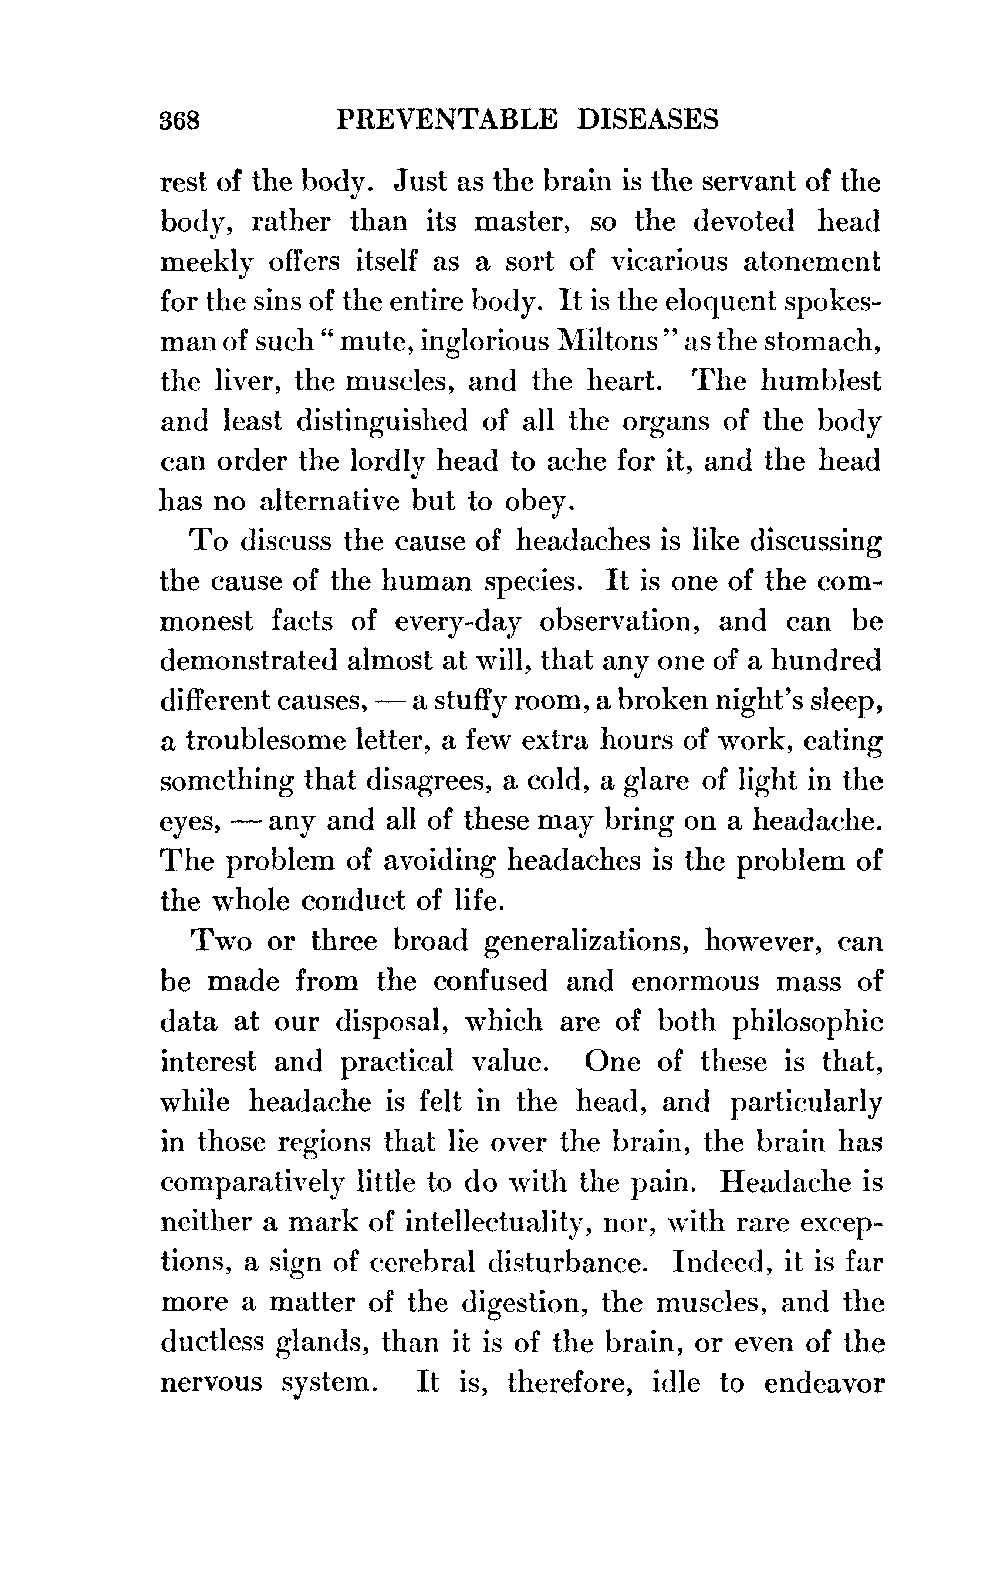 368 PREVENTABLE DISEASES
rest of the body. Just as the brain is the servant of the
body, rather than its master, so the devoted head
meekly offers itself as a sort of vicarious atonement
for the sins of the entire body. It is the eloquent spokes-
man of such “ mute, inglorious Miltons ” as the stomach,
the liver, the muscles, and the heart. The humblest
and least distinguished of all the organs of the body
can order the lordly head to ache for it, and the head
has no alternative but to obey.
To discuss the cause of headaches is like discussing
the cause of the human species. It is one of the com-
monest facts of every-day observation, and can be
demonstrated almost at will, that any one of a hundred
different causes, — a stuffy room, a broken night’s sleep,
a troublesome letter, a few extra hours of work, eating
something that disagrees, a cold, a glare of light in the
eyes, — any and all of these may bring on a headache.
The problem of avoiding headaches is the problem of
the whole conduct of life.
Two or three broad generalizations, however, can
be made from the confused and enormous mass of
data at our disposal, which are of both philosophic
interest and practical value. One of these is that,
while headache is felt in the head, and particularly
in those regions that lie over the brain, the brain has
comparatively little to do with the pain. Headache is
neither a mark of intellectuality, nor, with rare excep-
tions, a sign of cerebral disturbance. Indeed, it is far
more a matter of the digestion, the muscles, and the
ductless glands, than it is of the brain, or even of the
nervous system. It is, therefore, idle to endeavor